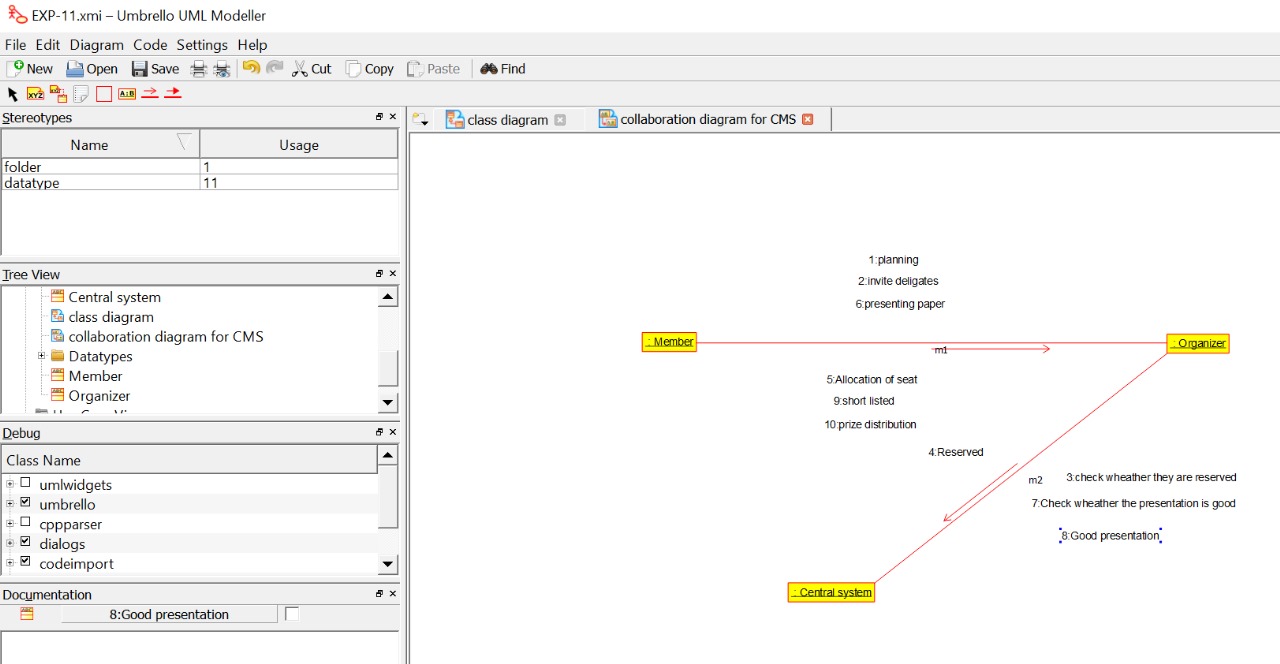 EXP-11.xmi – Umbrello UML Modeller
File Edit Diagram Code Settings Help
New Open Save Cut Copy Paste Find
XYZ A:B
Stereotypes
Name Usage
folder 1
datatype 11
Tree View
Central system
class diagram
collaboration diagram for CMS
Datatypes
Member
Organizer
Debug
Class Name
umlwidgets
umbrello
cppparser
dialogs
codeimport
Documentation
8:Good presentation
class diagram collaboration diagram for CMS
1:planning
2:invite deligates
6:presenting paper
: Member
: Organizer
m1
5:Allocation of seat
9:short listed
10:prize distribution
4:Reserved
m2
3:check wheather they are reserved
7:Check wheather the presentation is good
8:Good presentation
: Central system